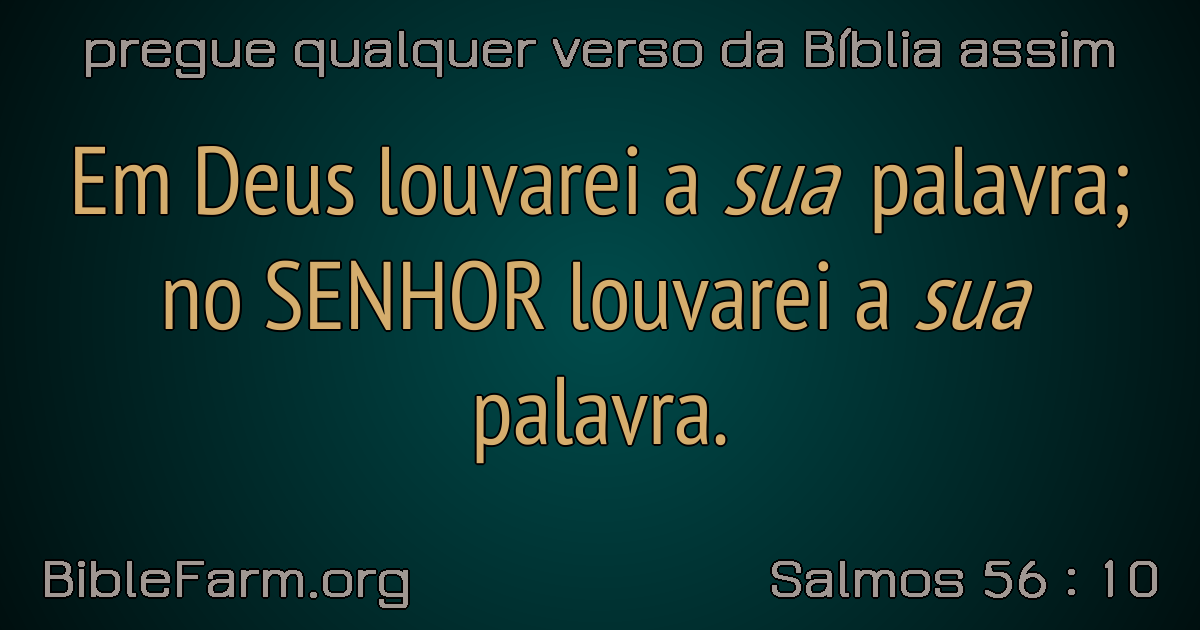 pregue qualquer verso da Bíblia assim
Em Deus louvarei a sua palavra;
no SENHOR louvarei a sua
palavra.
BibleFarm.org
Salmos 56 : 10